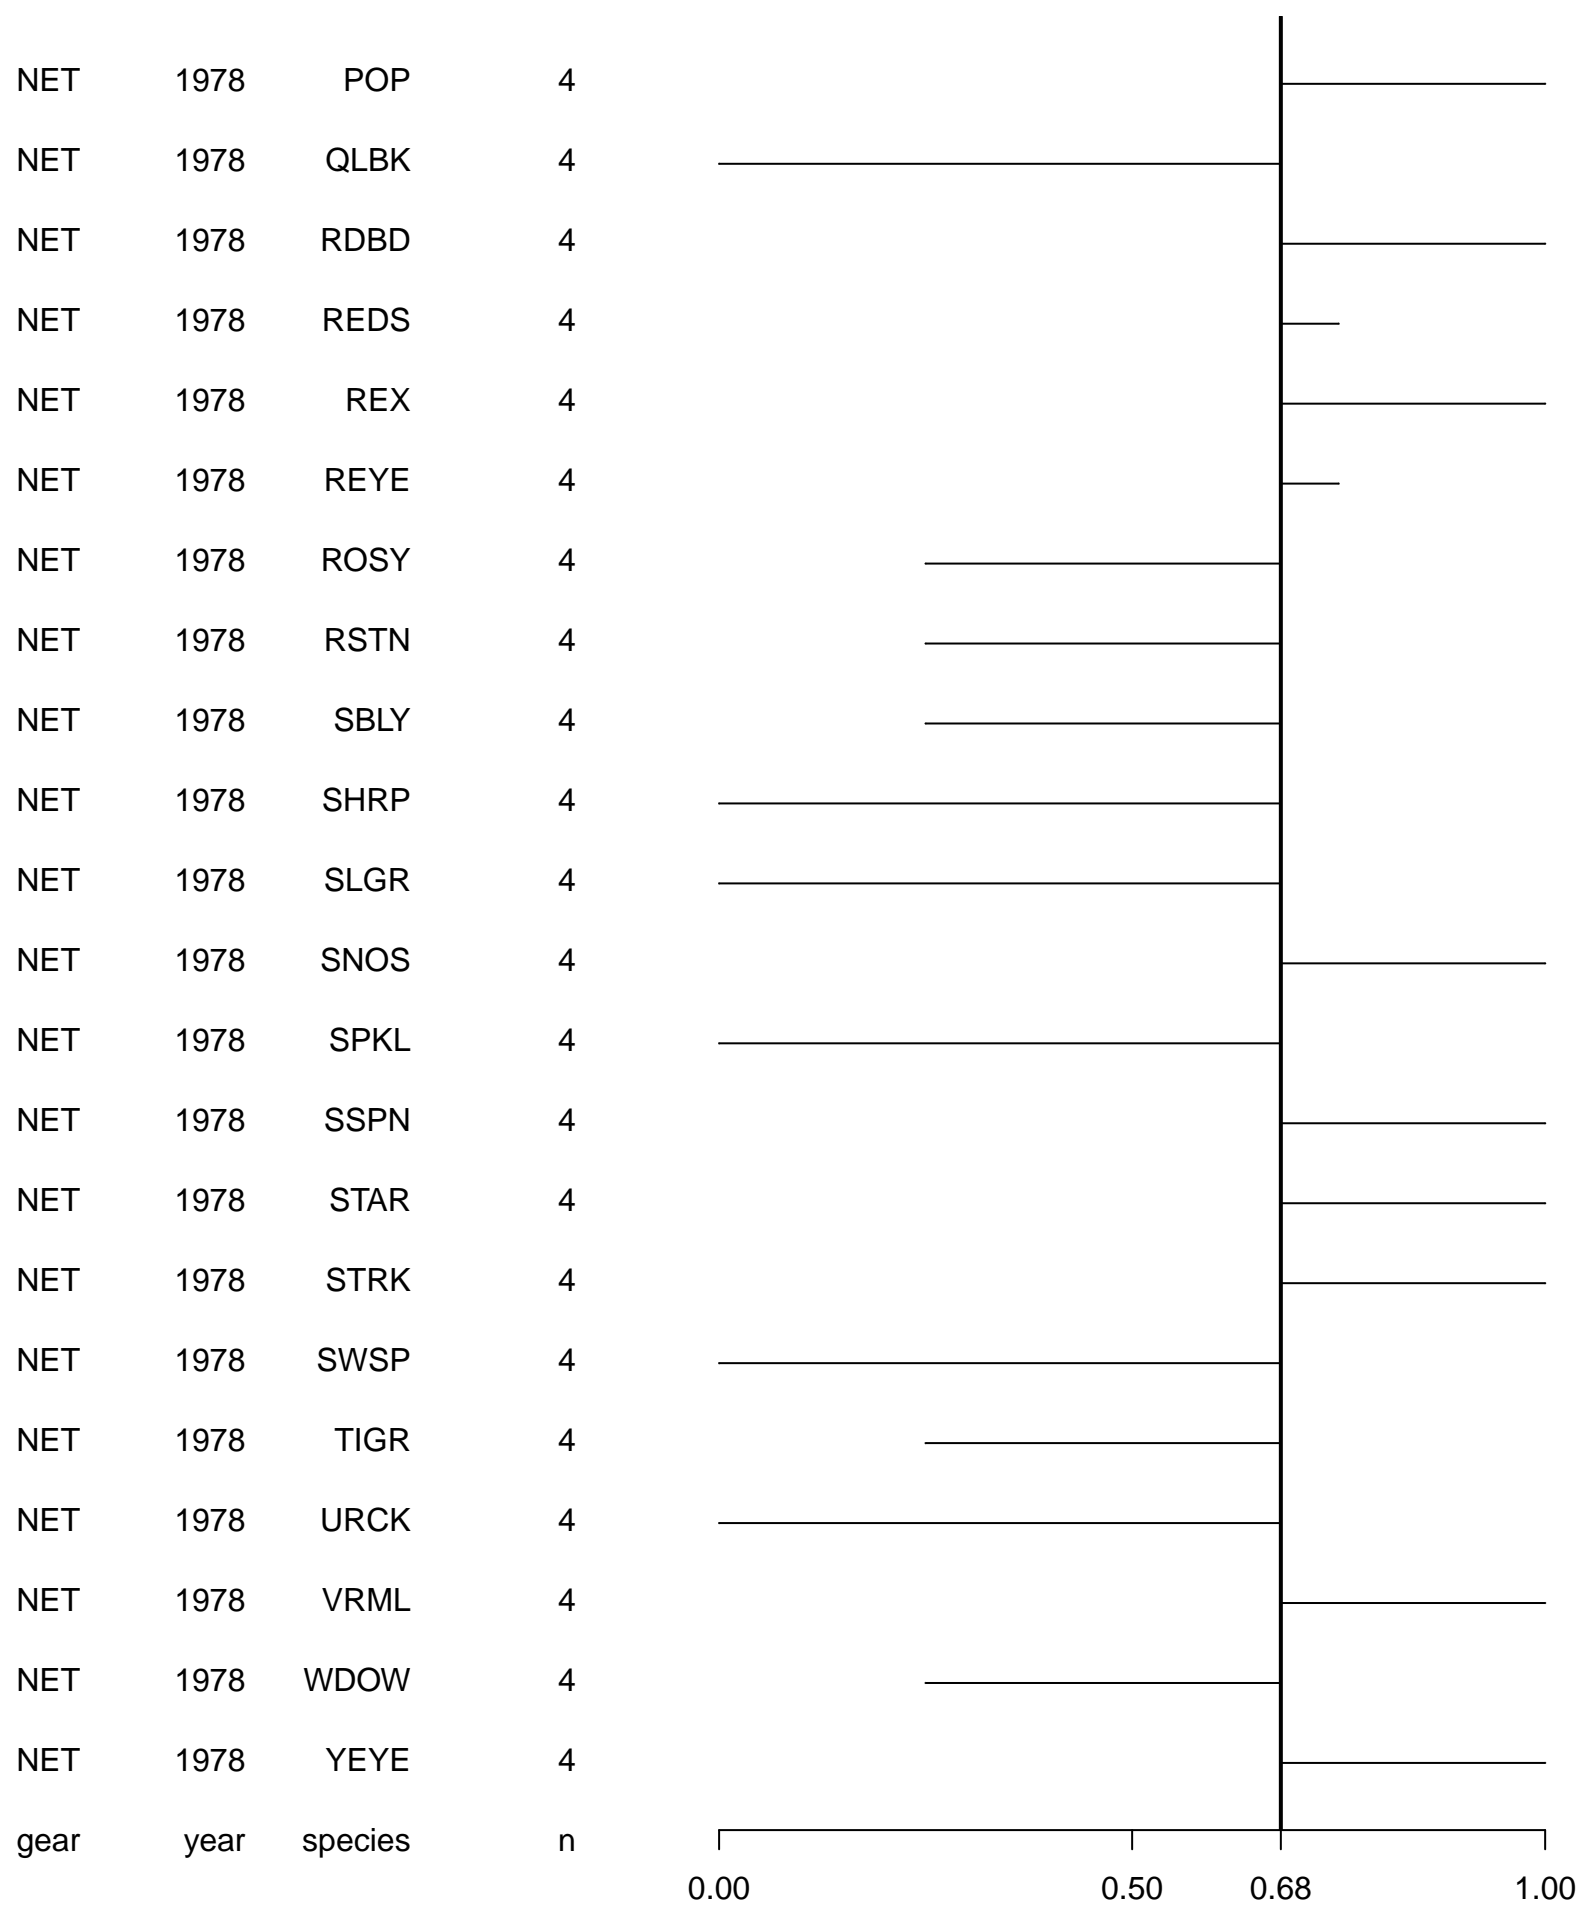 NET 1978 POP 4
NET 1978 QLBK 4
NET 1978 RDBD 4
NET 1978 REDS 4
NET 1978 REX 4
NET 1978 REYE 4
NET 1978 ROSY 4
NET 1978 RSTN 4
NET 1978 SBLY 4
NET 1978 SHRP 4
NET 1978 SLGR 4
NET 1978 SNOS 4
NET 1978 SPKL 4
NET 1978 SSPN 4
NET 1978 STAR 4
NET 1978 STRK 4
NET 1978 SWSP 4
NET 1978 TIGR 4
NET 1978 URCK 4
NET 1978 VRML 4
NET 1978 WDOW 4
NET 1978 YEYE 4
gear year species n
0.00 0.50 0.68 1.00